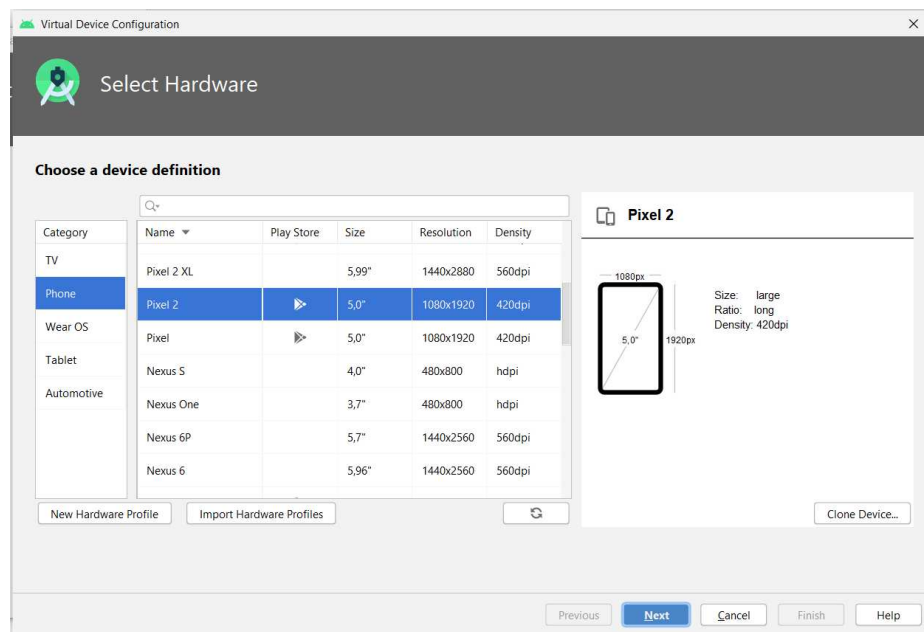 Virtual Device Configuration
Select Hardware
Choose a device definition
Category
TV
Phone
Wear OS
Tablet
Automotive
Name Play Store Size Resolution Density
Pixel 2 XL 5,99" 1440x2880 560dpi
Pixel 2 5,0" 1080x1920 420dpi
Pixel 5,0" 1080x1920 420dpi
Nexus S 4,0" 480x800 hdpi
Nexus One 3,7" 480x800 hdpi
Nexus 6P 5,7" 1440x2560 560dpi
Nexus 6 5,96" 1440x2560 560dpi
New Hardware Profile Import Hardware Profiles
Pixel 2
1080px
5,0"
1920px
Size: large
Ratio: long
Density: 420dpi
Clone Device...
Previous Next Cancel Finish Help